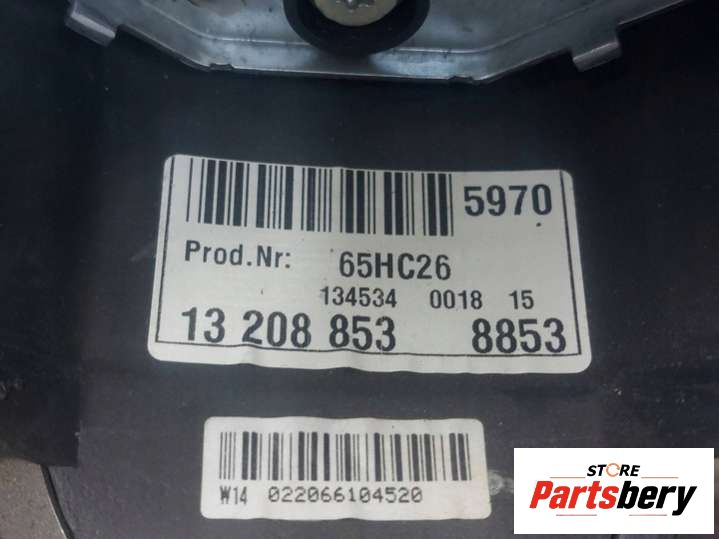 5970
Prod.Nr: 65HC26
134534 0018 15
13 208 853 8853
W14 022066104520
STORE
Partsbery